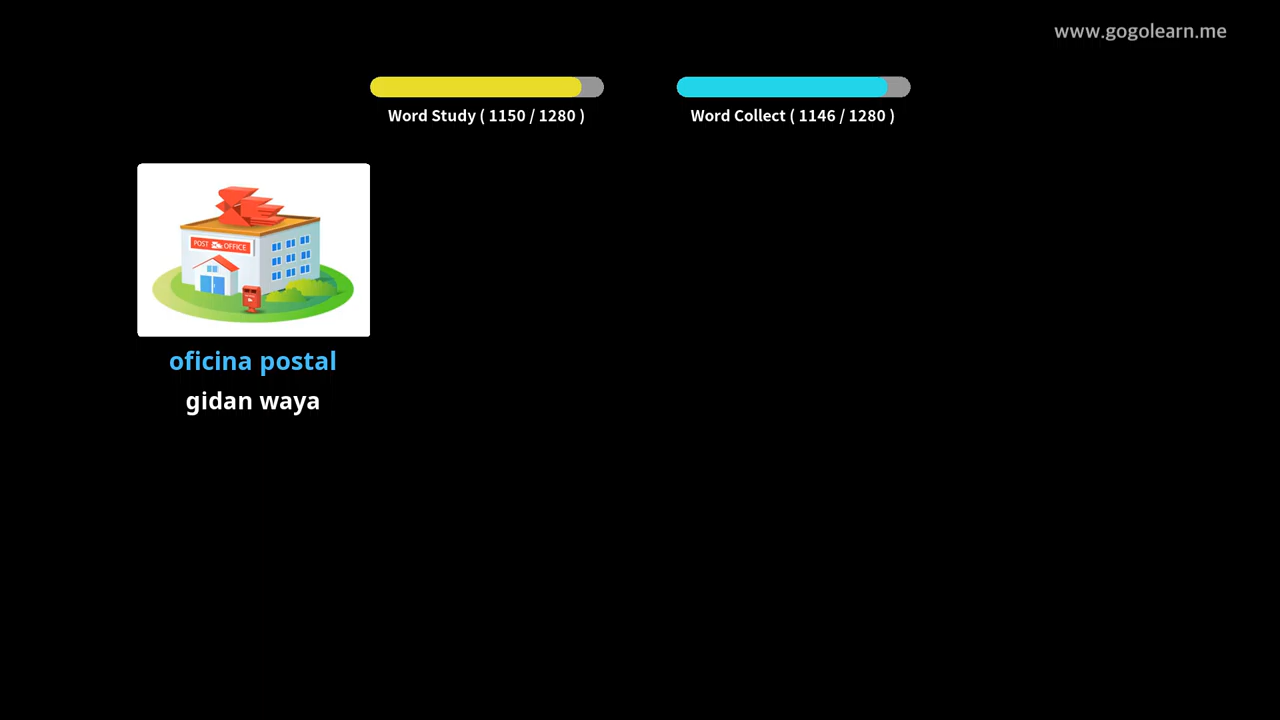 www.gogolearn.me
Word Study ( 1150 / 1280 )
Word Collect ( 1146 / 1280 )
POST OFFICE
oficina postal
gidan waya